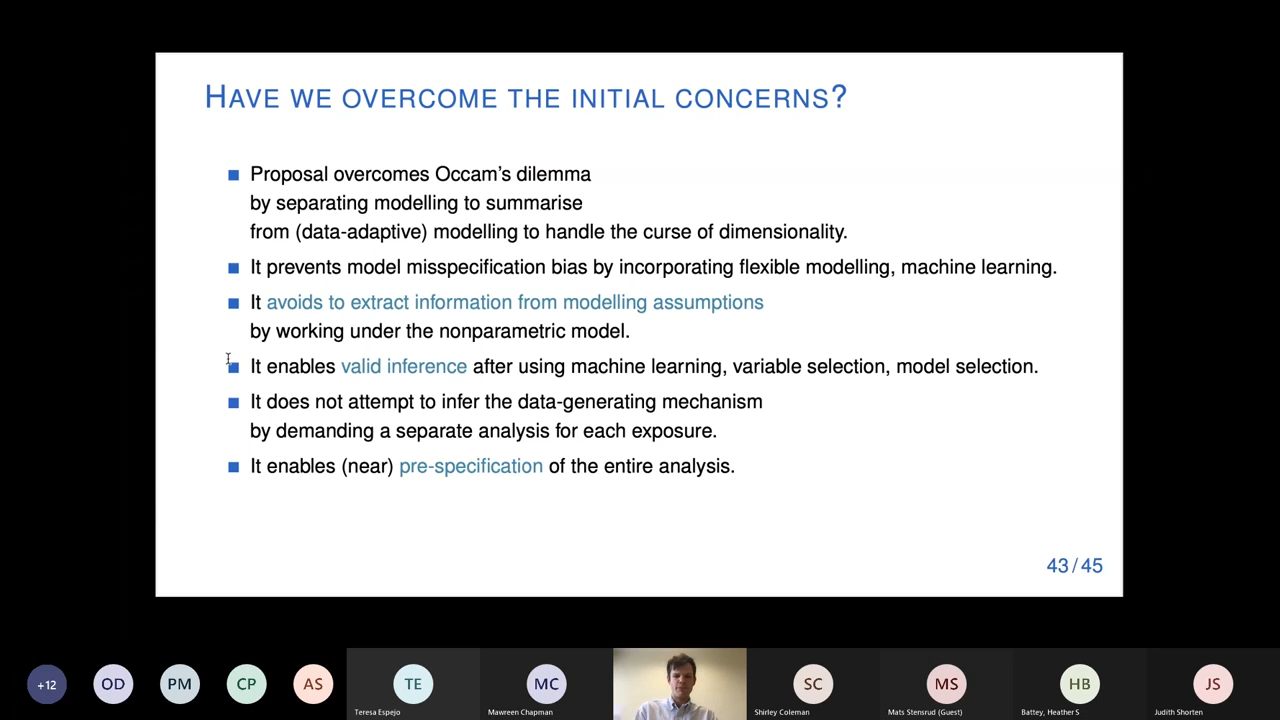 HAVE WE OVERCOME THE INITIAL CONCERNS?
Proposal overcomes Occam's dilemma
by separating modelling to summarise
from (data-adaptive) modelling to handle the curse of dimensionality.
It prevents model misspecification bias by incorporating flexible modelling, machine learning.
It avoids to extract information from modelling assumptions
by working under the nonparametric model.
It enables valid inference after using machine learning, variable selection, model selection.
It does not attempt to infer the data-generating mechanism
by demanding a separate analysis for each exposure.
It enables (near) pre-specification of the entire analysis.
43/45
+12 OD PM CP AS TE MC SC MS HB JS
Teresa Espejo Mawreen Chapman Shirley Coleman Mats Stensrud (Guest) Battey, Heather S Judith Shorten